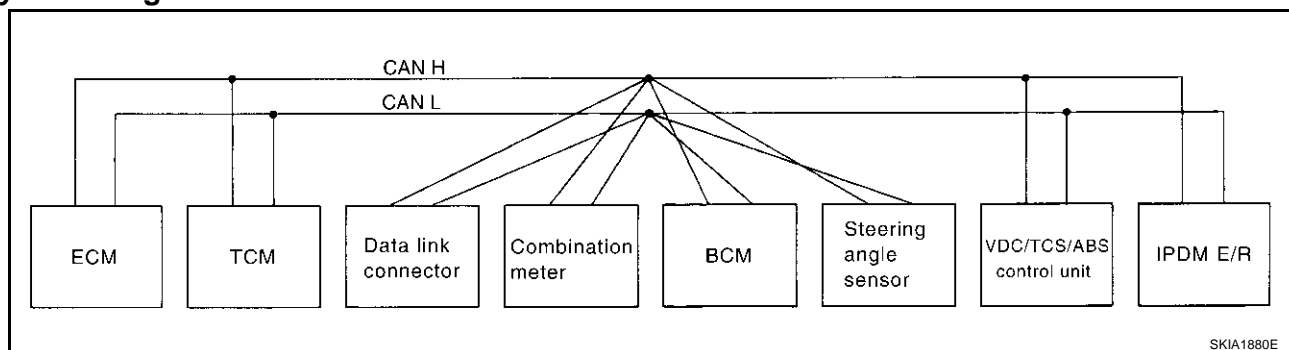 CAN H
CAN L
ECM
TCM
Data link
connector
Combination
meter
BCM
Steering
angle
sensor
VDC/TCS/ABS
control unit
IPDM E/R
SKIA1880E